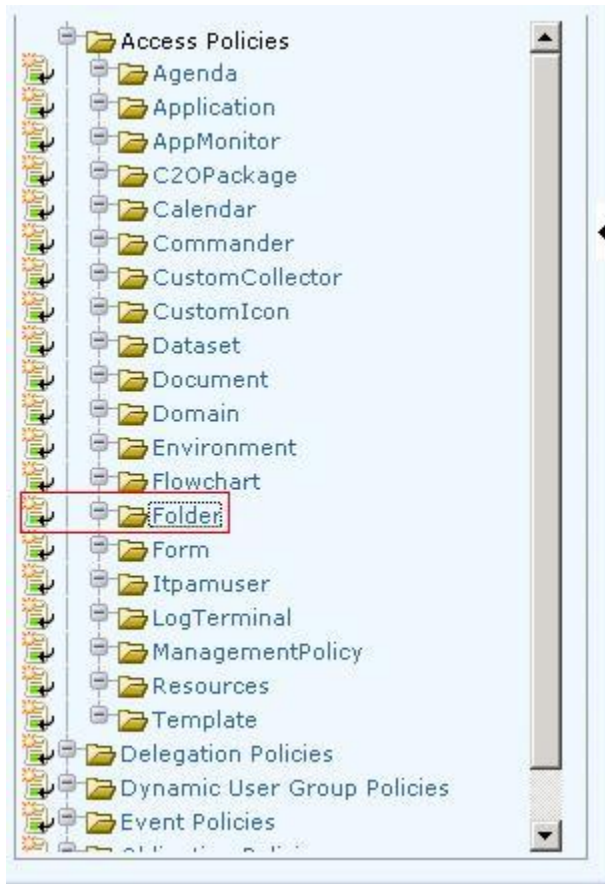 Access Policies
Agenda
Application
AppMonitor
C2OPackage
Calendar
Commander
CustomCollector
CustomIcon
Dataset
Document
Domain
Environment
Flowchart
Folder
Form
Itpamuser
LogTerminal
ManagementPolicy
Resources
Template
Delegation Policies
Dynamic User Group Policies
Event Policies